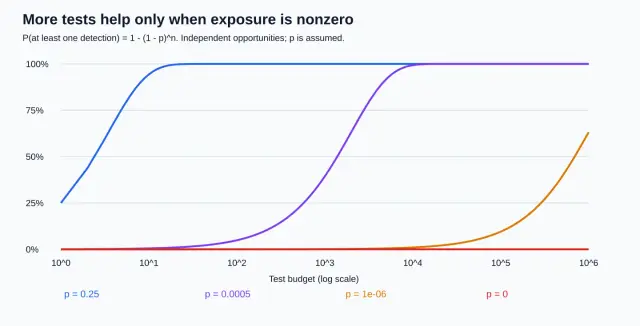 More tests help only when exposure is nonzero
P(at least one detection) = 1 - (1 - p)^n. Independent opportunities; p is assumed.
100%
75%
50%
25%
0%
10^0 10^1 10^2 10^3 10^4 10^5 10^6
Test budget (log scale)
p = 0.25 p = 0.0005 p = 1e-06 p = 0